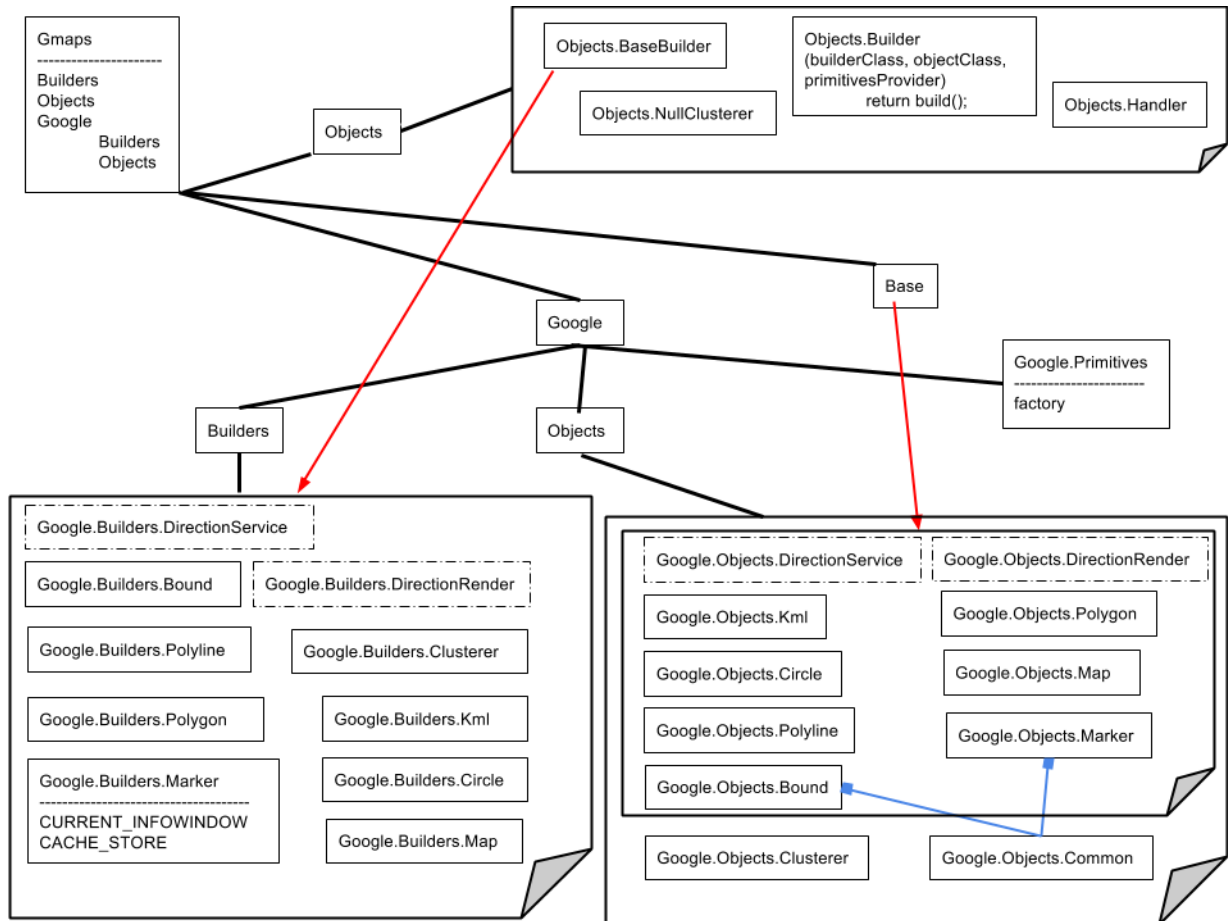 Gmaps
----------------------
Builders
Objects
Google
Builders
Objects
Objects
Objects.BaseBuilder
Objects.NullClusterer
Objects.Builder
(builderClass, objectClass,
primitivesProvider)
return build();
Objects.Handler
Base
Google
Google.Primitives
-----------------------
factory
Builders
Objects
Google.Builders.DirectionService
Google.Builders.Bound
Google.Builders.DirectionRender
Google.Builders.Polyline
Google.Builders.Clusterer
Google.Builders.Polygon
Google.Builders.Kml
Google.Builders.Marker
-------------------------------------
CURRENT_INFOWINDOW
CACHE_STORE
Google.Builders.Circle
Google.Builders.Map
Google.Objects.DirectionService
Google.Objects.DirectionRender
Google.Objects.Kml
Google.Objects.Polygon
Google.Objects.Circle
Google.Objects.Map
Google.Objects.Polyline
Google.Objects.Marker
Google.Objects.Bound
Google.Objects.Clusterer
Google.Objects.Common